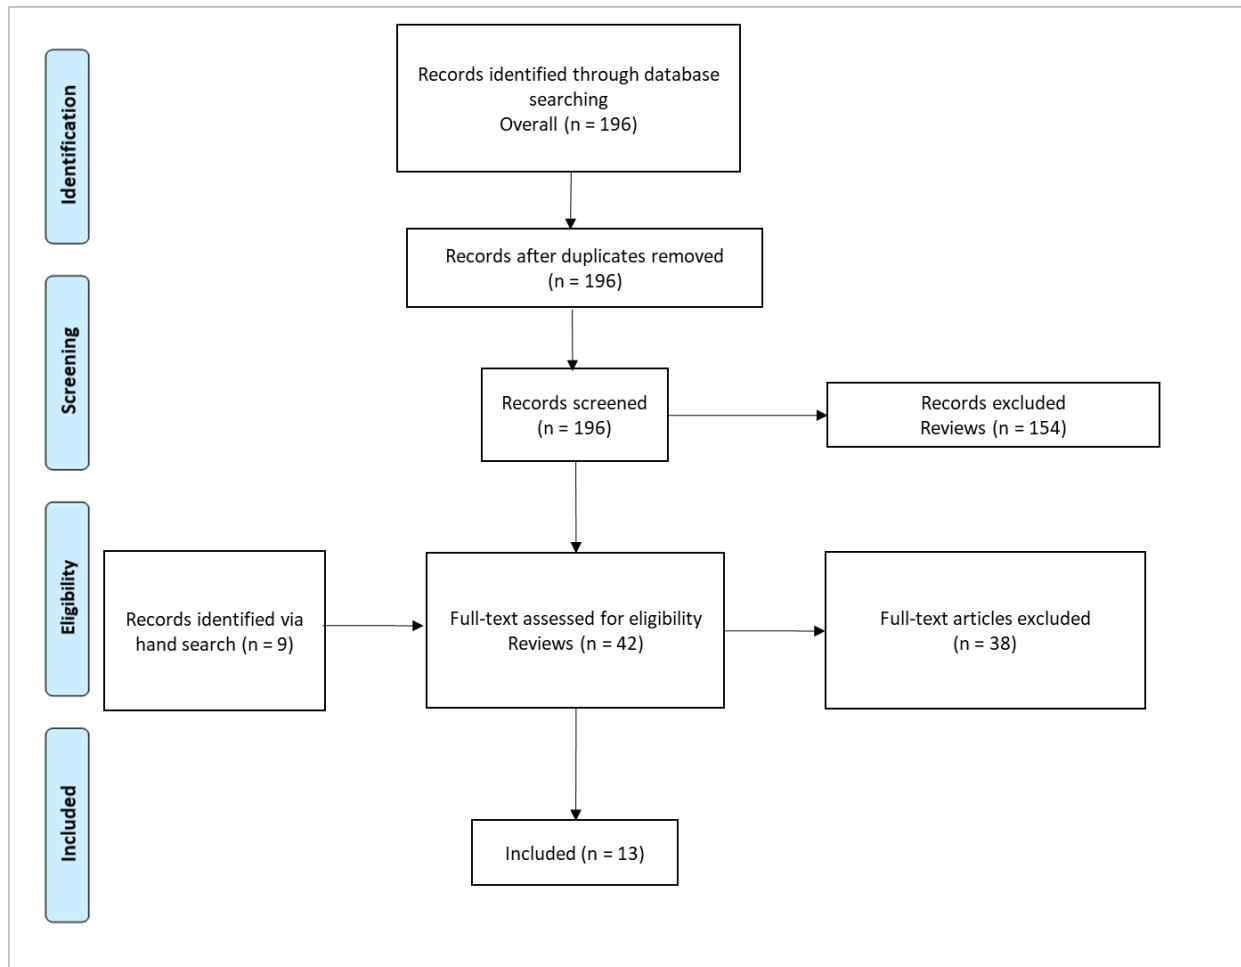 Identification
Records identified through database
searching
Overall (n = 196)
Records after duplicates removed
(n = 196)
Screening
Records screened
(n = 196)
Records excluded
Reviews (n = 154)
Eligibility
Records identified via
hand search (n = 9)
Full-text assessed for eligibility
Reviews (n = 42)
Full-text articles excluded
(n = 38)
Included
Included (n = 13)